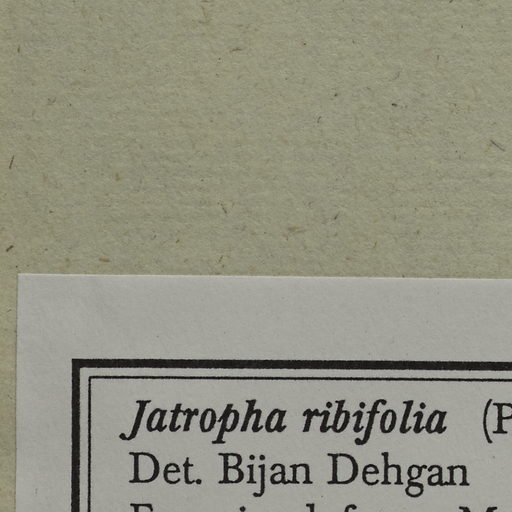 Jatropha ribifolia (P
Det. Bijan Dehgan